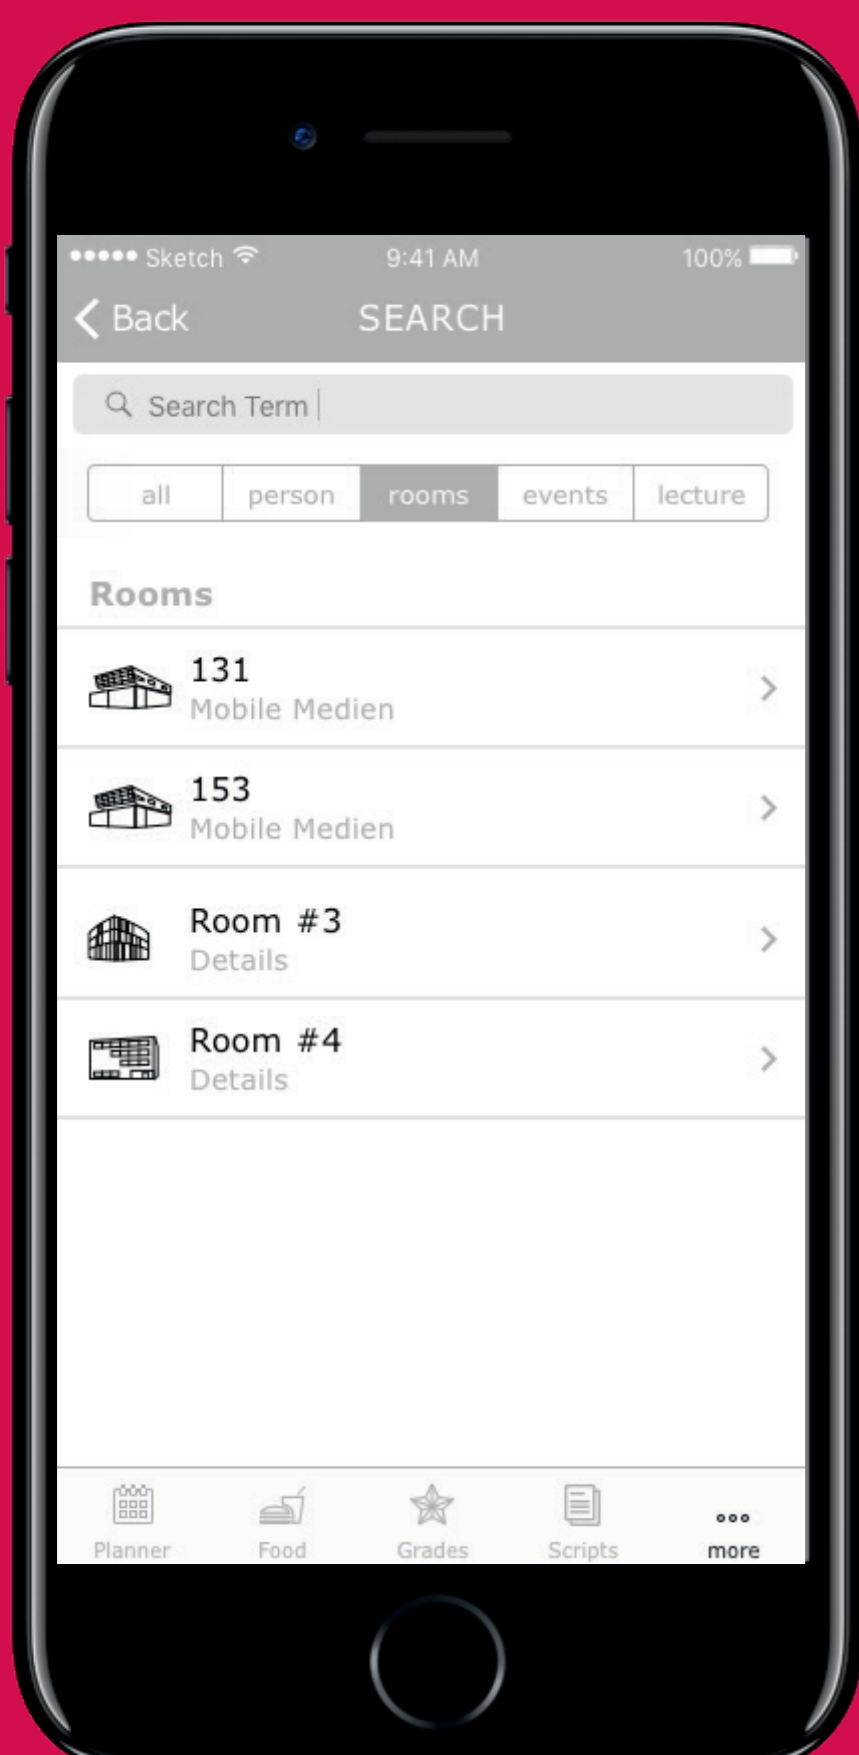 Sketch 9:41 AM 100%
Back SEARCH
Search Term
all person rooms events lecture
Rooms
131
Mobile Medien
153
Mobile Medien
Room #3
Details
Room #4
Details
Planner Food Grades Scripts more